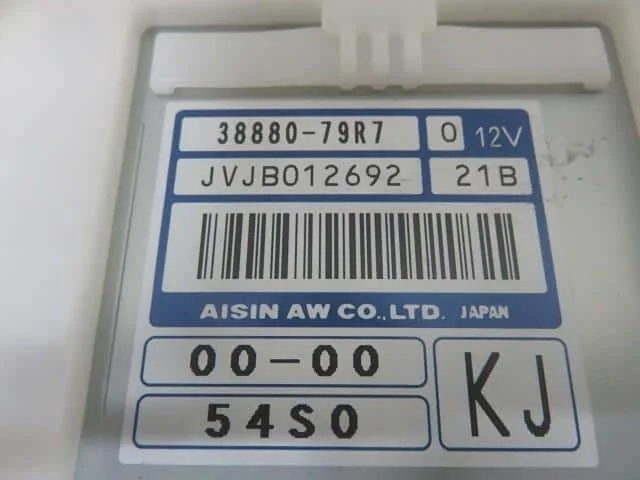 38880-79R7 0 12V
JVJB012692 21B
AISIN AW CO.,LTD. JAPAN
00-00
54S0
KJ